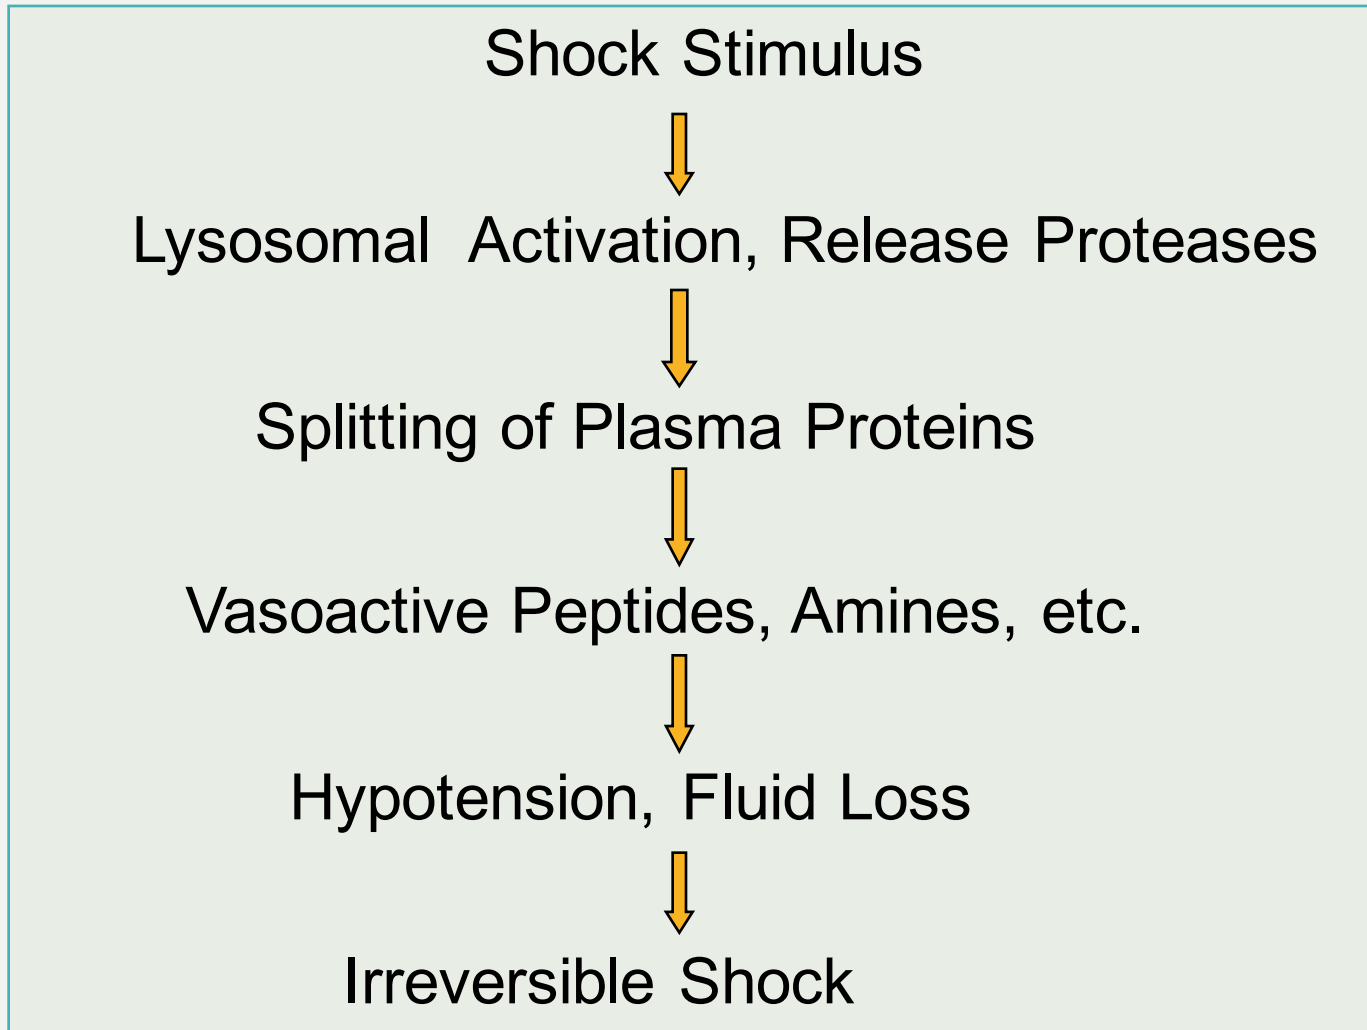 Shock Stimulus
Lysosomal Activation, Release Proteases
Splitting of Plasma Proteins
Vasoactive Peptides, Amines, etc.
Hypotension, Fluid Loss
Irreversible Shock